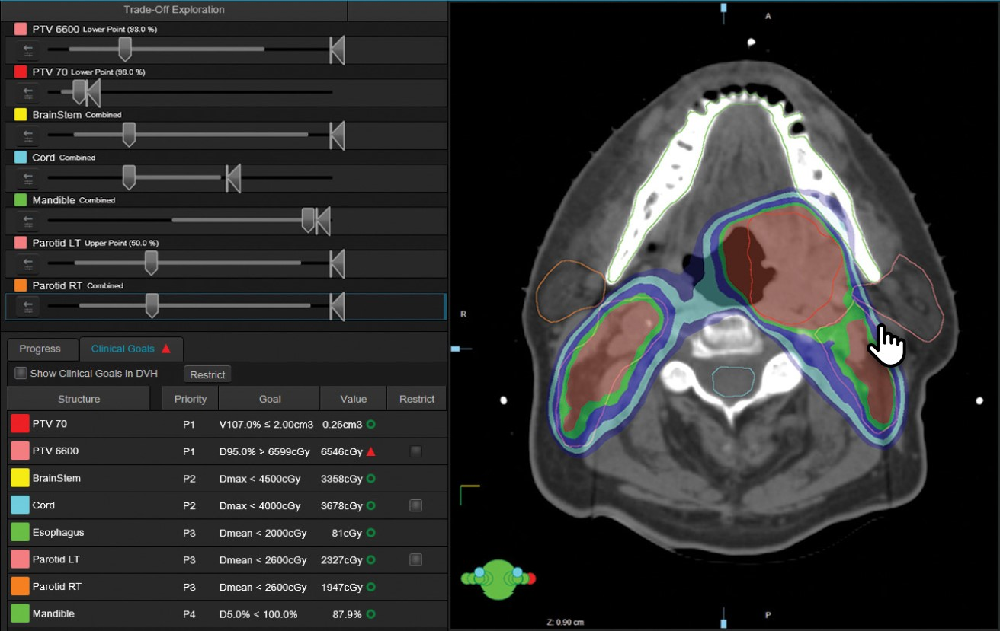 Trade-Off Exploration
PTV 6600 Lower Point (98.0 %)
PTV 70 Lower Point (98.0 %)
BrainStem Combined
Cord Combined
Mandible Combined
Parotid LT Upper Point (50.0 %)
Parotid RT Combined
Progress Clinical Goals
Show Clinical Goals in DVH Restrict
Structure Priority Goal Value Restrict
PTV 70 P1 V107.0% ≤ 2.00cm3 0.26cm3
PTV 6600 P1 D95.0% > 6599cGy 6546cGy
BrainStem P2 Dmax < 4500cGy 3358cGy
Cord P2 Dmax < 4000cGy 3678cGy
Esophagus P3 Dmean < 2000cGy 81cGy
Parotid LT P3 Dmean < 2600cGy 2327cGy
Parotid RT P3 Dmean < 2600cGy 1947cGy
Mandible P4 D5.0% < 100.0% 87.9%
A
R
P
Z: 0.90 cm